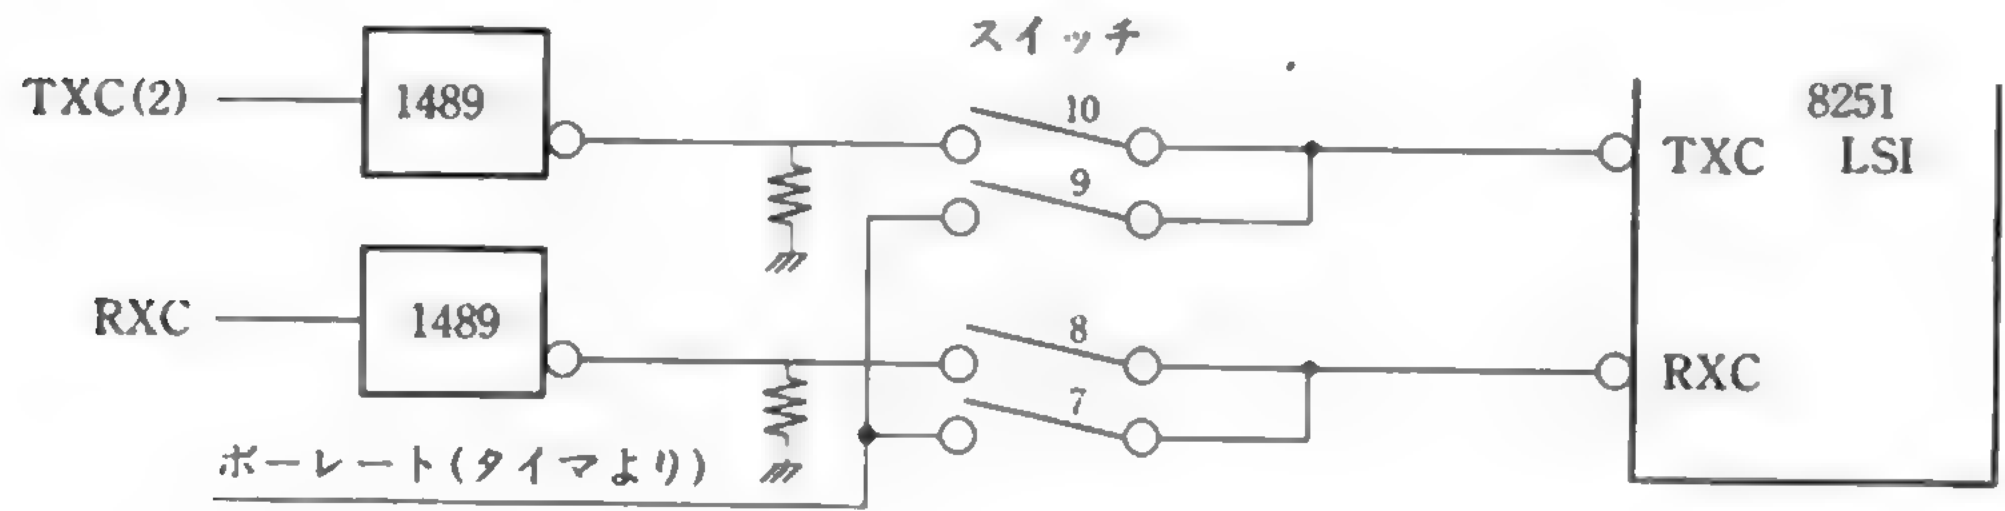 スイッチ
TXC(2)
1489
10
9
8251
LSI
TXC
RXC
1489
8
7
RXC
ボーレート(タイマより)